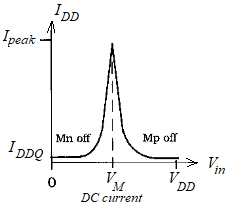 I_DD
I_peak
Mn off Mp off
I_DDQ
0 V_M V_DD V_in
DC current